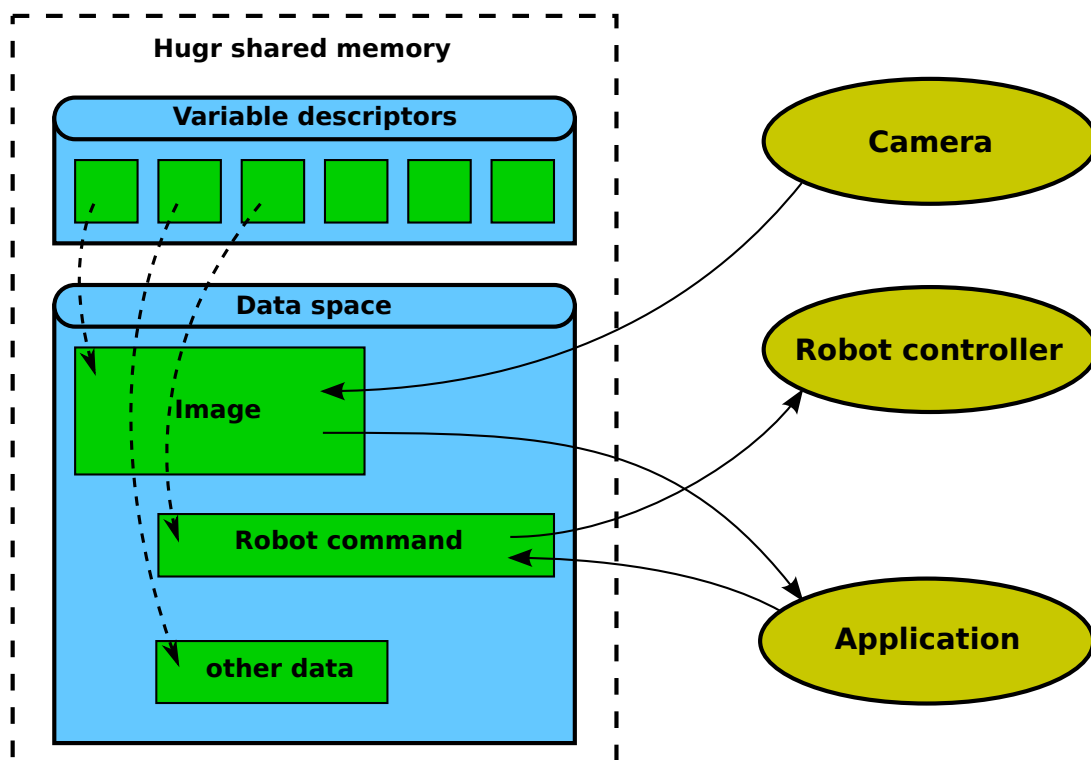 Hugr shared memory
Variable descriptors
Camera
Data space
Robot controller
Image
Robot command
Application
other data